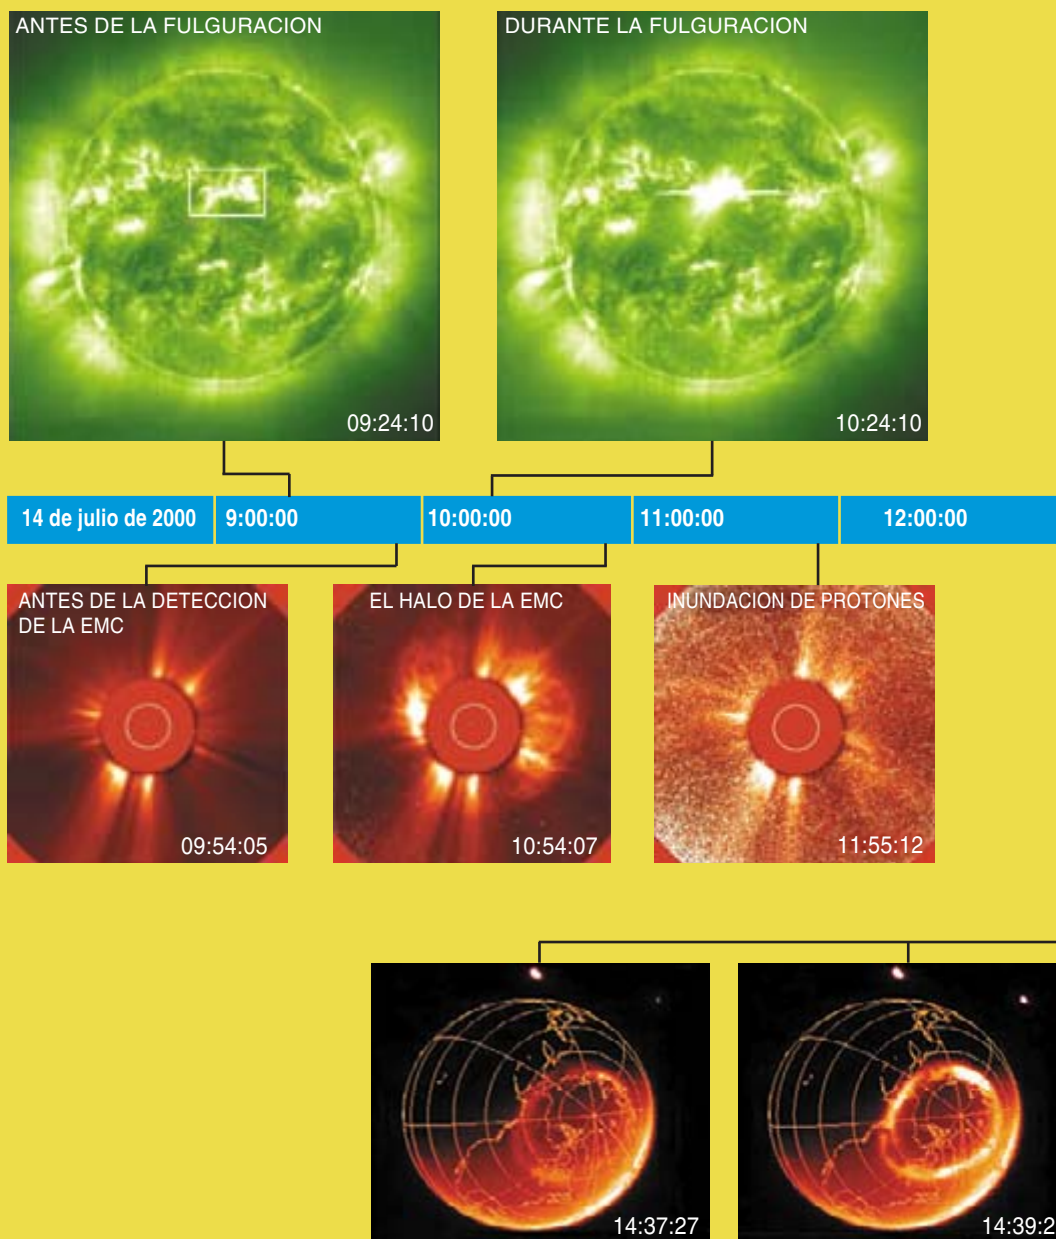 ANTES DE LA FULGURACION
DURANTE LA FULGURACION
09:24:10
10:24:10
14 de julio de 2000
9:00:00
10:00:00
11:00:00
12:00:00
ANTES DE LA DETECCION
DE LA EMC
EL HALO DE LA EMC
INUNDACION DE PROTONES
09:54:05
10:54:07
11:55:12
14:37:27
14:39:2